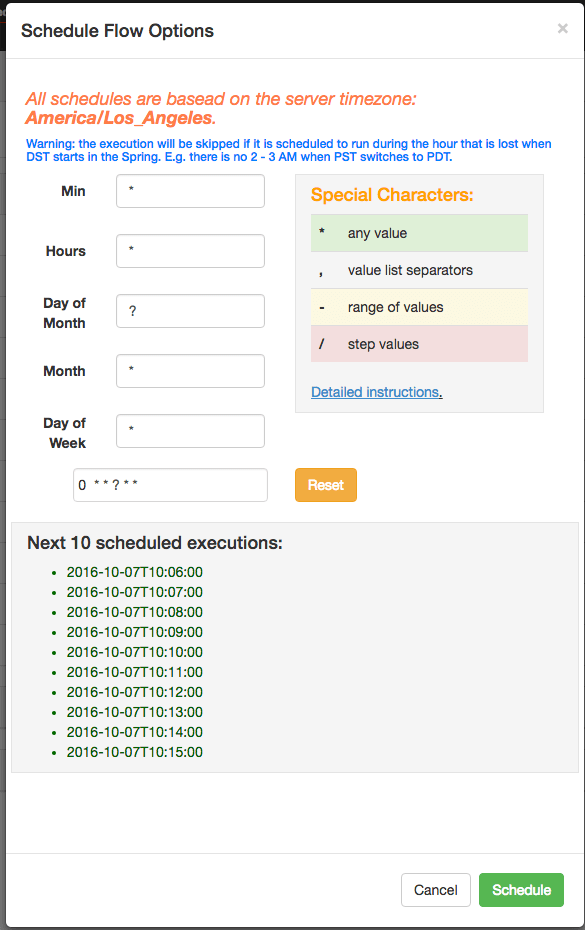 Schedule Flow Options
×
All schedules are basead on the server timezone:
America/Los_Angeles.
Warning: the execution will be skipped if it is scheduled to run during the hour that is lost when
DST starts in the Spring. E.g. there is no 2 - 3 AM when PST switches to PDT.
Min
*
Hours
*
Day of
Month
?
Month
*
Day of
Week
*
0 * * ? * *
Special Characters:
* any value
, value list separators
- range of values
/ step values
Detailed instructions.
Reset
Next 10 scheduled executions:
• 2016-10-07T10:06:00
• 2016-10-07T10:07:00
• 2016-10-07T10:08:00
• 2016-10-07T10:09:00
• 2016-10-07T10:10:00
• 2016-10-07T10:11:00
• 2016-10-07T10:12:00
• 2016-10-07T10:13:00
• 2016-10-07T10:14:00
• 2016-10-07T10:15:00
Cancel
Schedule